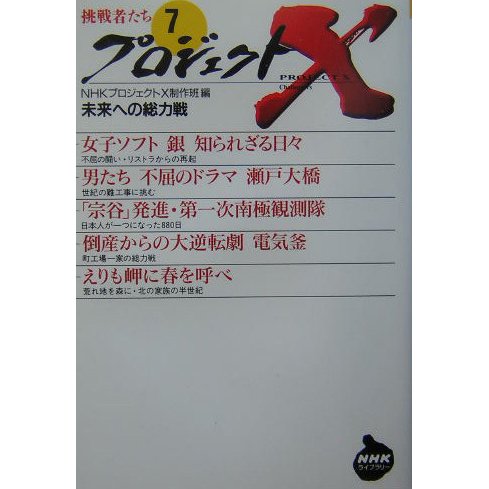 挑戦者たち
7
プロジェクト
X
PROJECT X
Challengers
NHKプロジェクトX制作班 編
未来への総力戦
女子ソフト 銀 知られざる日々
不屈の闘い・リストラからの再起
男たち 不屈のドラマ 瀬戸大橋
世紀の難工事に挑む
「宗谷」発進・第一次南極観測隊
日本人が一つになった880日
倒産からの大逆転劇 電気釜
町工場一家の総力戦
えりも岬に春を呼べ
荒れ地を森に・北の家族の半世紀
NHK
ライブラリー